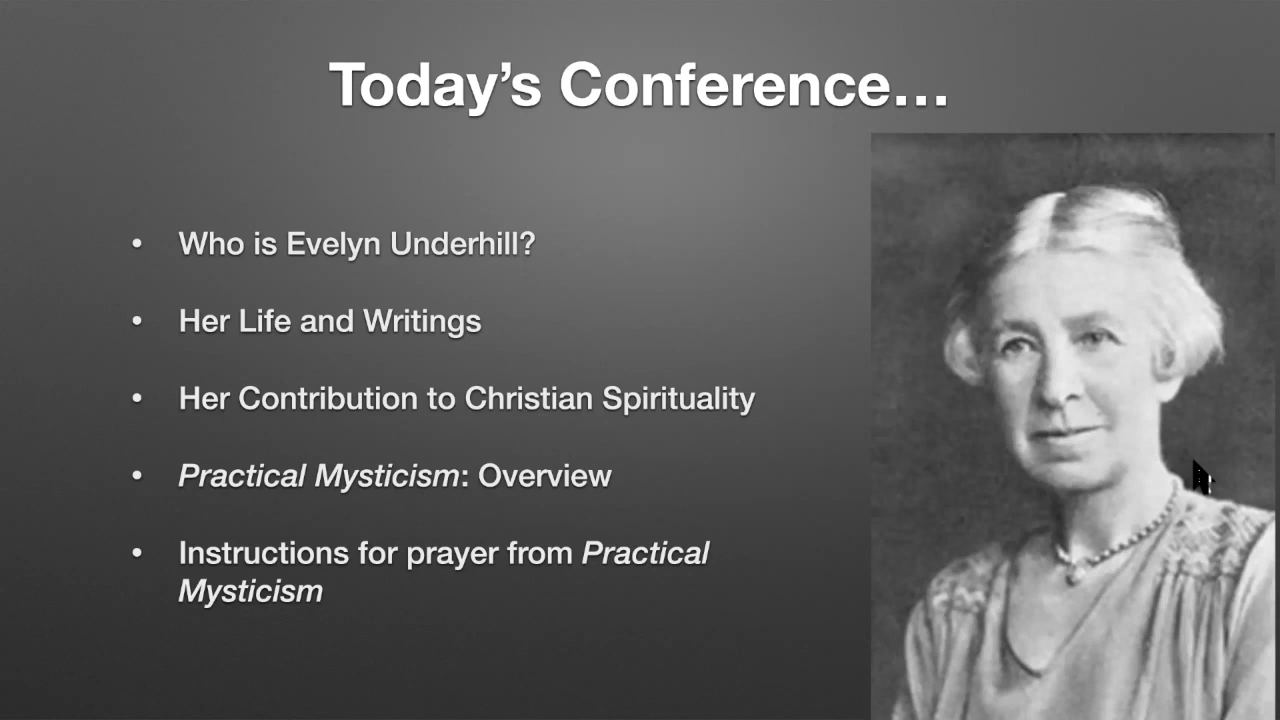 Today’s Conference…
• Who is Evelyn Underhill?
• Her Life and Writings
• Her Contribution to Christian Spirituality
• Practical Mysticism: Overview
• Instructions for prayer from Practical
Mysticism